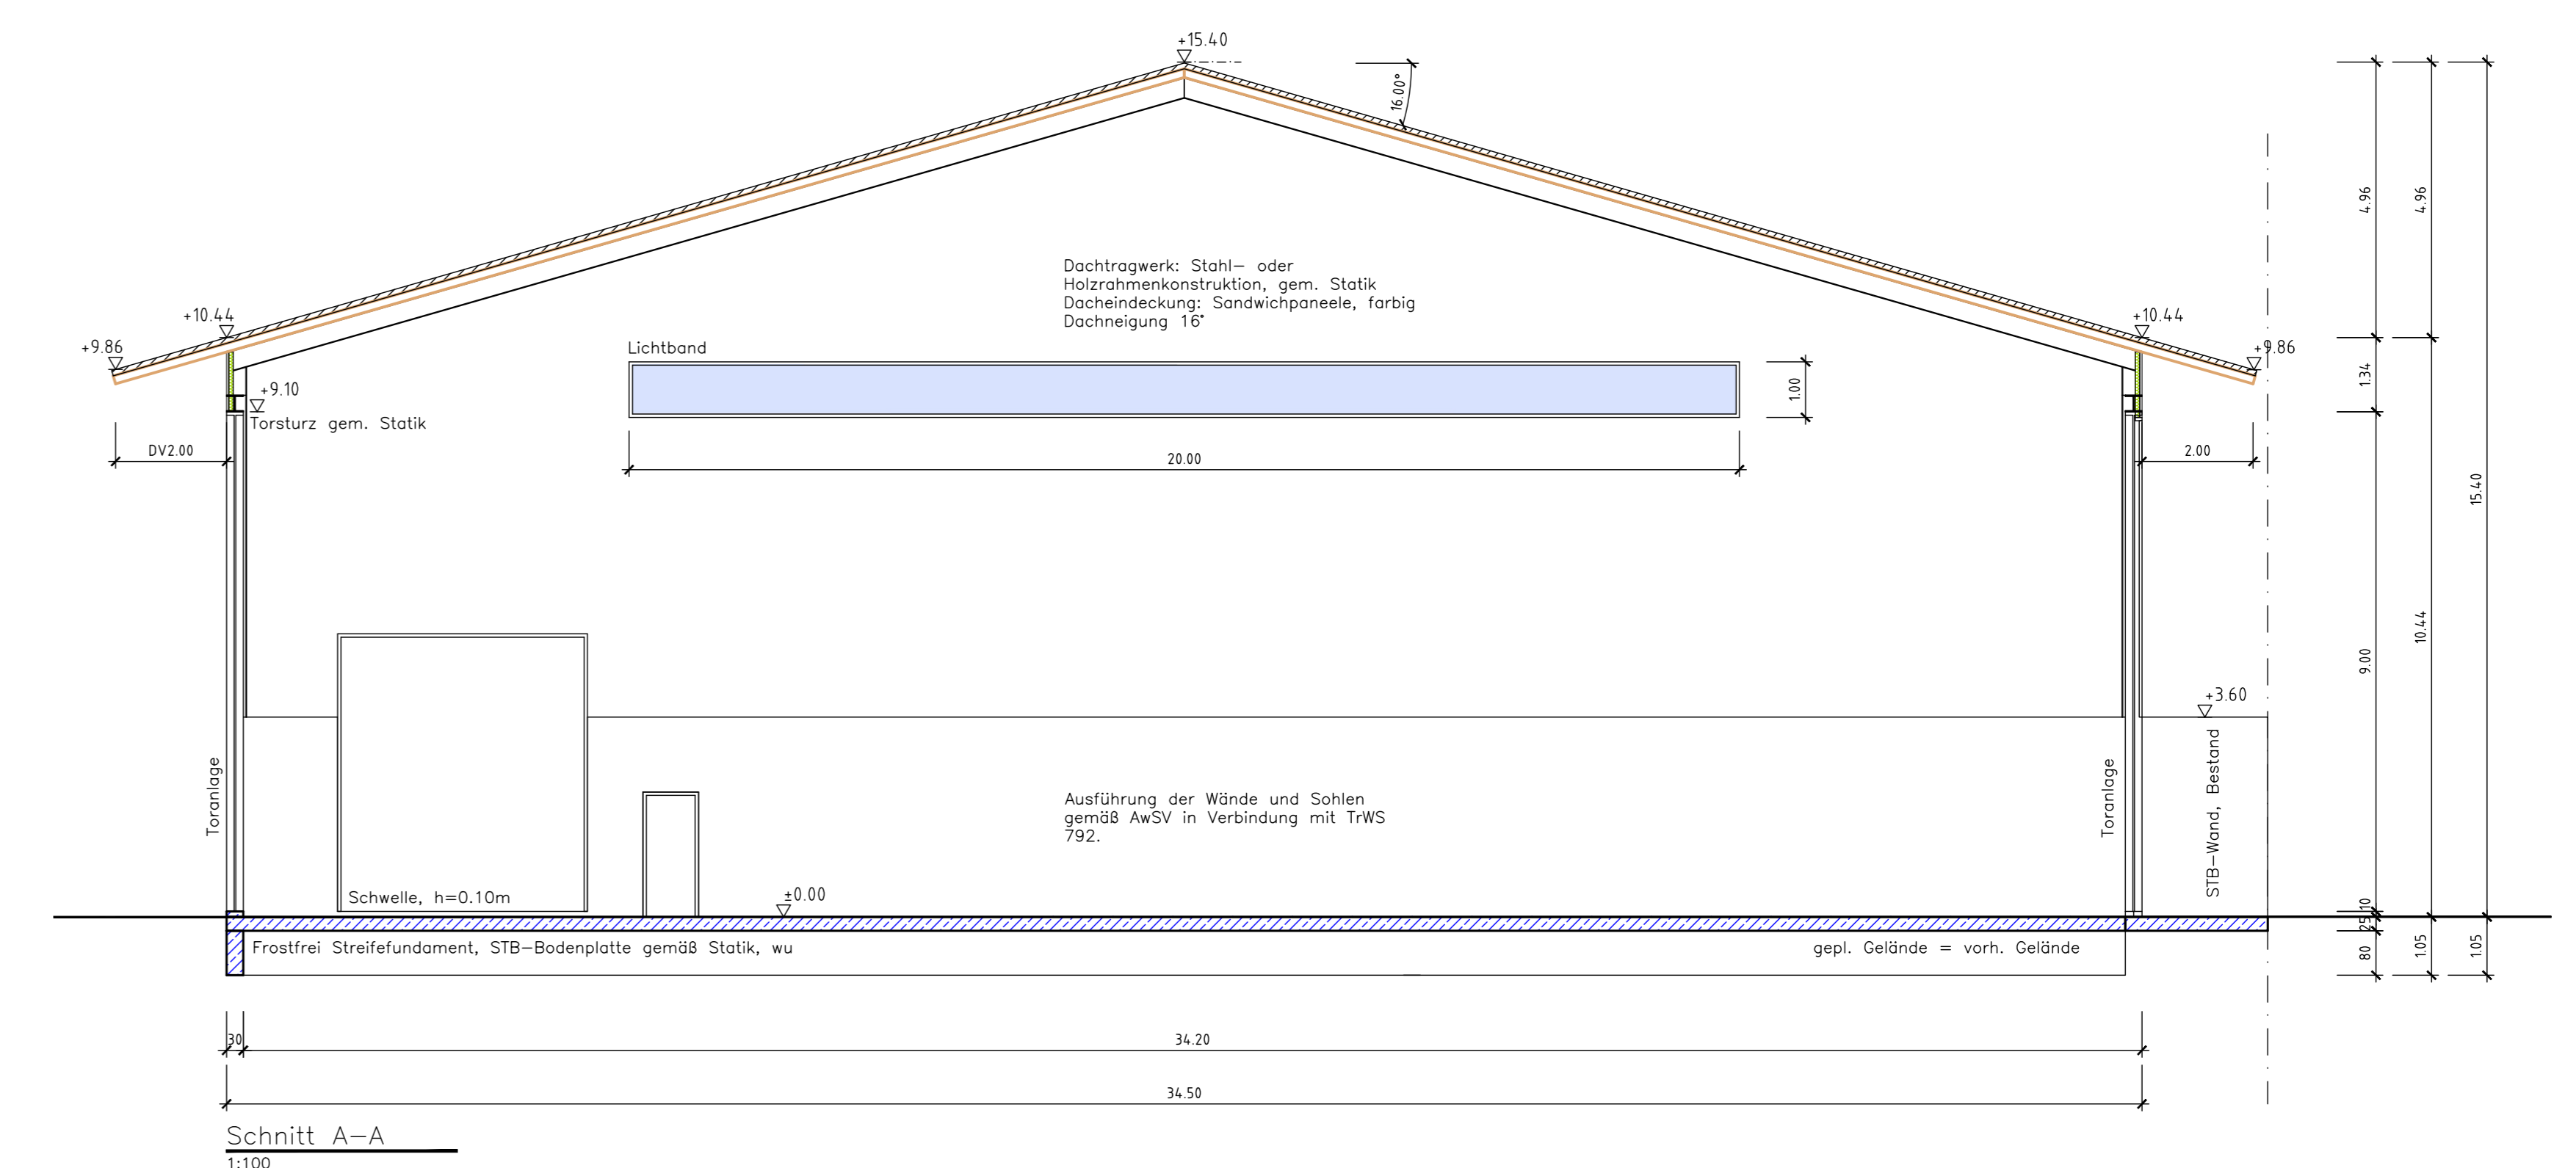 +15.40
16.00°
4.96
4.96
Dachtragwerk: Stahl- oder
Holzrahmenkonstruktion, gem. Statik
Dacheindeckung: Sandwichpaneele, farbig
Dachneigung 16°
+10.44
+10.44
+9.86
+9.86
Lichtband
+9.10
1.00
1.34
Torsturz gem. Statik
DV2.00
20.00
2.00
15.40
10.44
9.00
+3.60
Toranlage
Toranlage
STB-Wand, Bestand
Ausführung der Wände und Sohlen
gemäß AwSV in Verbindung mit TrWS
792.
Schwelle, h=0.10m
±0.00
10
25
Frostfrei Streifefundament, STB-Bodenplatte gemäß Statik, wu
gepl. Gelände = vorh. Gelände
80
1.05
1.05
30
34.20
34.50
Schnitt A-A
1:100